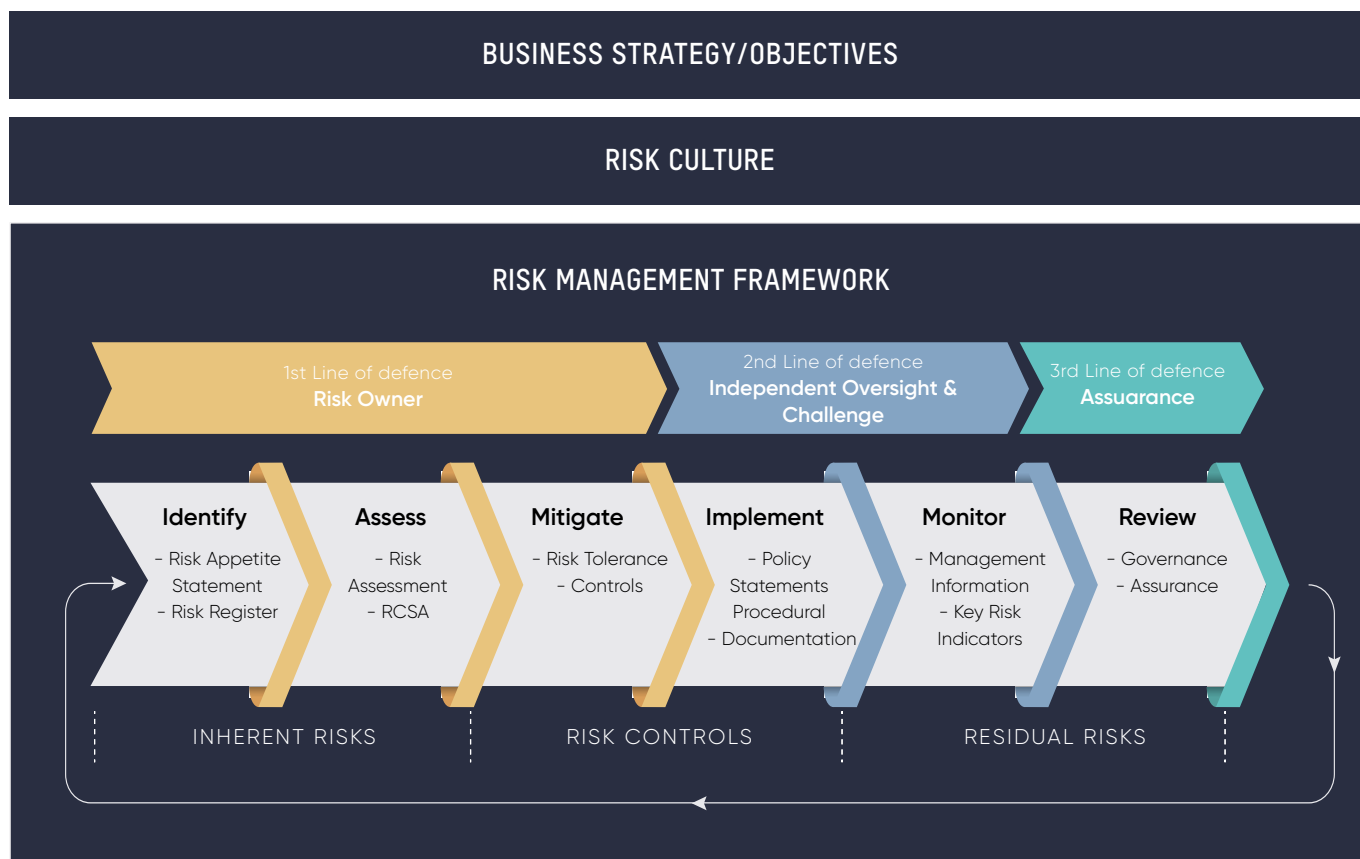 BUSINESS STRATEGY/OBJECTIVES
RISK CULTURE
RISK MANAGEMENT FRAMEWORK
1st Line of defence
Risk Owner
2nd Line of defence
Independent Oversight &
Challenge
3rd Line of defence
Assuarance
Identify
- Risk Appetite
Statement
- Risk Register
Assess
- Risk
Assessment
- RCSA
Mitigate
- Risk Tolerance
- Controls
Implement
- Policy
Statements
Procedural
- Documentation
Monitor
- Management
Information
- Key Risk
Indicators
Review
- Governance
- Assurance
INHERENT RISKS
RISK CONTROLS
RESIDUAL RISKS